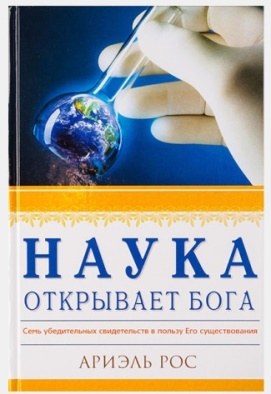 НАУКА
ОТКРЫВАЕТ БОГА
Семь убедительных свидетельств в пользу Его существования
АРИЭЛЬ РОС